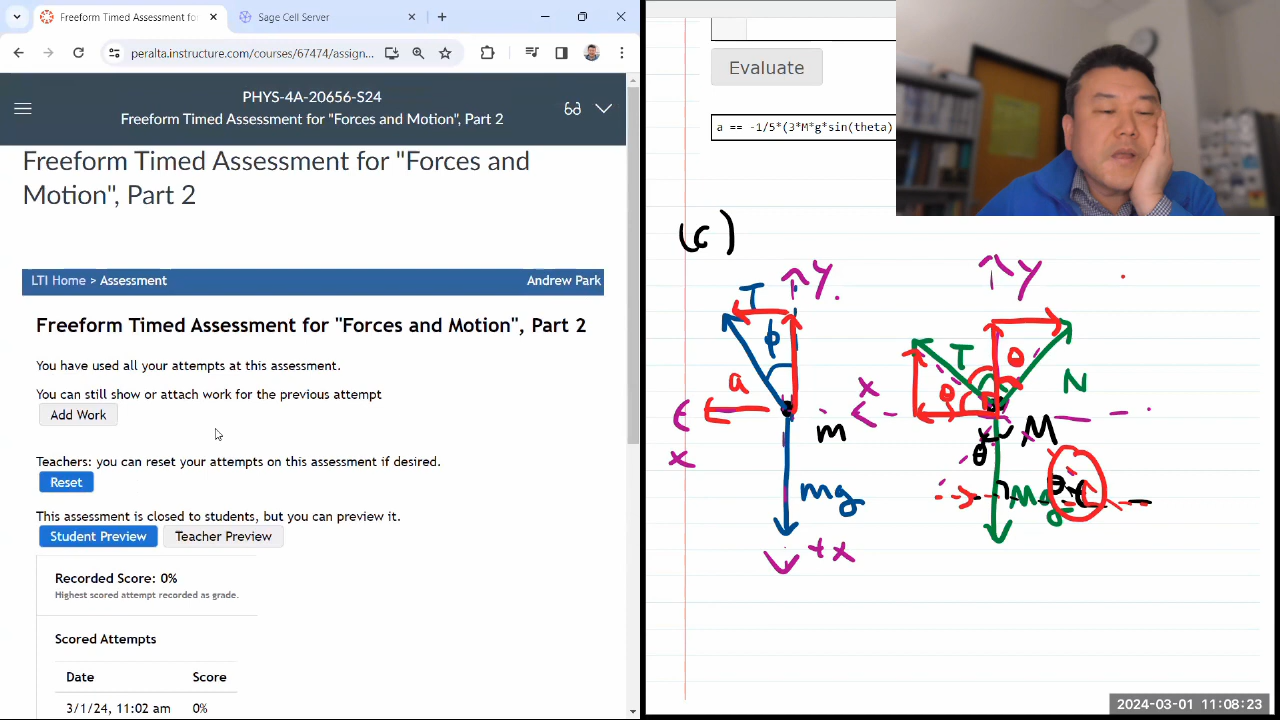 Freeform Timed Assessment for
Sage Cell Server
peralta.instructure.com/courses/67474/assign...
PHYS-4A-20656-S24
Freeform Timed Assessment for "Forces and Motion", Part 2
Freeform Timed Assessment for "Forces and
Motion", Part 2
LTI Home > Assessment
Andrew Park
Freeform Timed Assessment for "Forces and Motion", Part 2
You have used all your attempts at this assessment.
You can still show or attach work for the previous attempt
Add Work
Teachers: you can reset your attempts on this assessment if desired.
Reset
This assessment is closed to students, but you can preview it.
Student Preview Teacher Preview
Recorded Score: 0%
Highest scored attempt recorded as grade.
Scored Attempts
Date Score
3/1/24, 11:02 am 0%
Evaluate
a == -1/5*(3*M*g*sin(theta)
(c)
y
T
ϕ
a
x
m
mg
+x
y
T
θ
θ
N
x
M
θ
Mg
2024-03-01 11:08:23